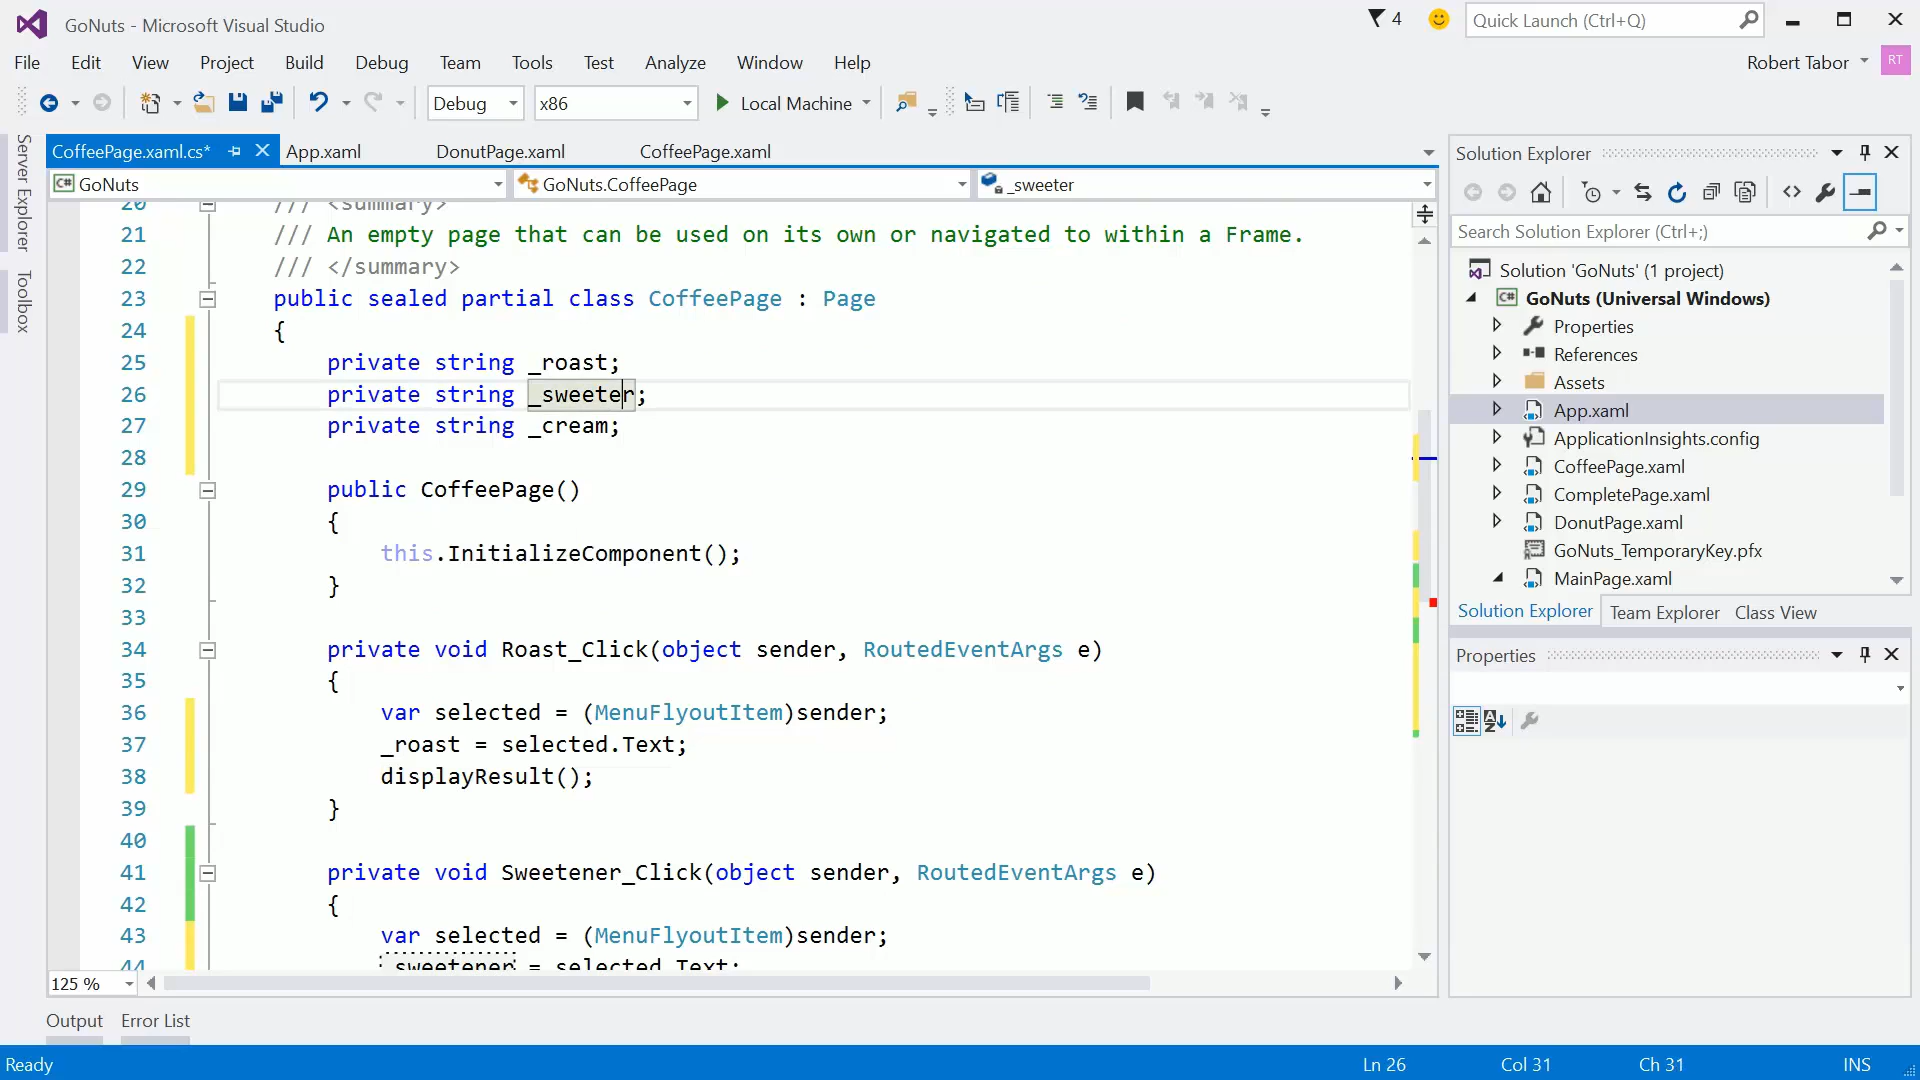 GoNuts - Microsoft Visual Studio
4
Quick Launch (Ctrl+Q)
File Edit View Project Build Debug Team Tools Test Analyze Window Help
Robert Tabor RT
Debug x86 Local Machine
Server Explorer
Toolbox
CoffeePage.xaml.cs* App.xaml DonutPage.xaml CoffeePage.xaml
C# GoNuts GoNuts.CoffeePage _sweeter
20 /// <summary>
21 /// An empty page that can be used on its own or navigated to within a Frame.
22 /// </summary>
23 public sealed partial class CoffeePage : Page
24 {
25 private string _roast;
26 private string _sweeter;
27 private string _cream;
28
29 public CoffeePage()
30 {
31 this.InitializeComponent();
32 }
33
34 private void Roast_Click(object sender, RoutedEventArgs e)
35 {
36 var selected = (MenuFlyoutItem)sender;
37 _roast = selected.Text;
38 displayResult();
39 }
40
41 private void Sweetener_Click(object sender, RoutedEventArgs e)
42 {
43 var selected = (MenuFlyoutItem)sender;
44 _sweetener = selected.Text;
125 %
Solution Explorer
Search Solution Explorer (Ctrl+;)
Solution 'GoNuts' (1 project)
C# GoNuts (Universal Windows)
Properties
References
Assets
App.xaml
ApplicationInsights.config
CoffeePage.xaml
CompletePage.xaml
DonutPage.xaml
GoNuts_TemporaryKey.pfx
MainPage.xaml
Solution Explorer Team Explorer Class View
Properties
Output Error List
Ready Ln 26 Col 31 Ch 31 INS